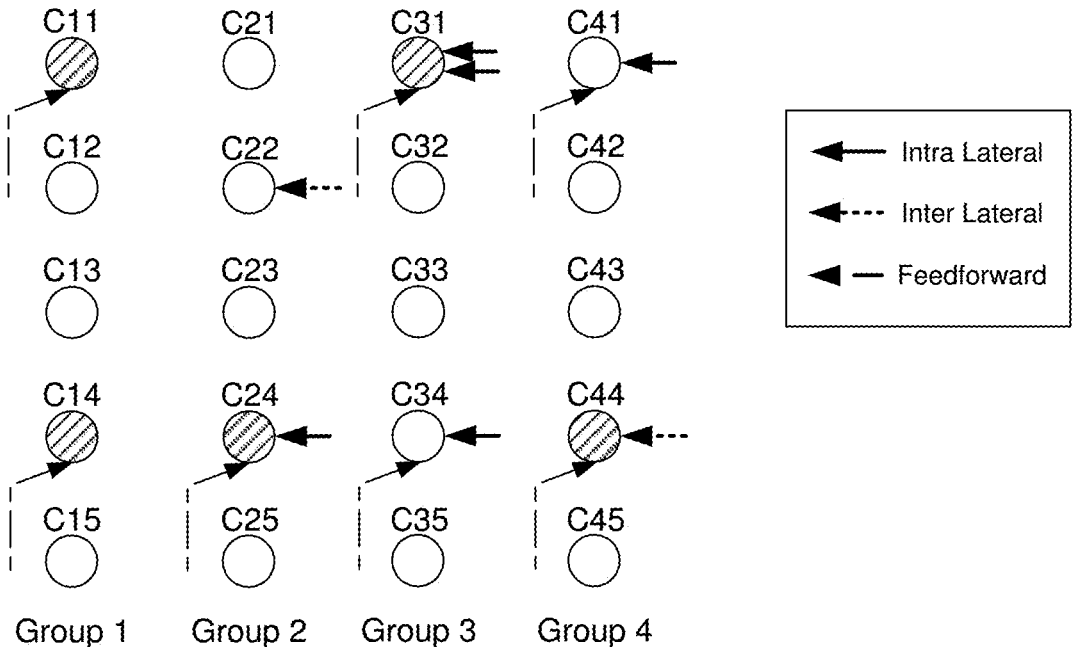 C11 C21 C31 C41
C12 C22 C32 C42
Intra Lateral
Inter Lateral
Feedforward
C13 C23 C33 C43
C14 C24 C34 C44
C15 C25 C35 C45
Group 1 Group 2 Group 3 Group 4